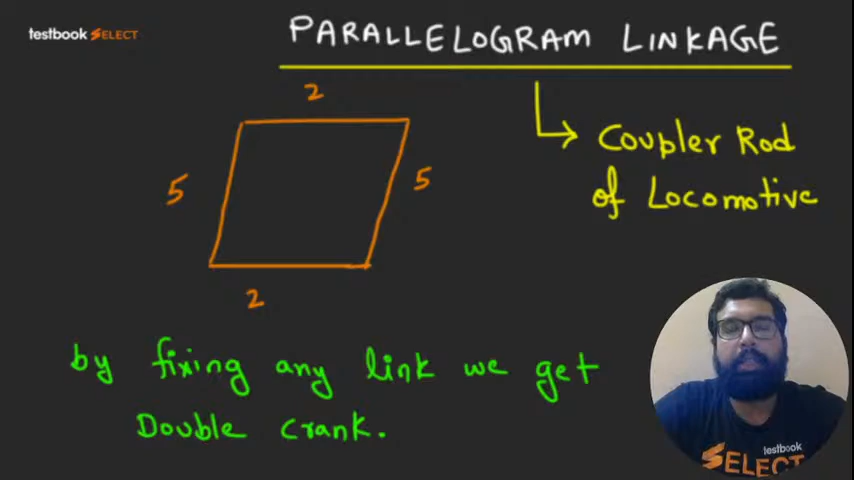 testbook SELECT
PARALLELOGRAM LINKAGE
2
Coupler Rod
of Locomotive
5
5
2
by fixing any link we get
Double crank.
testbook
SELECT